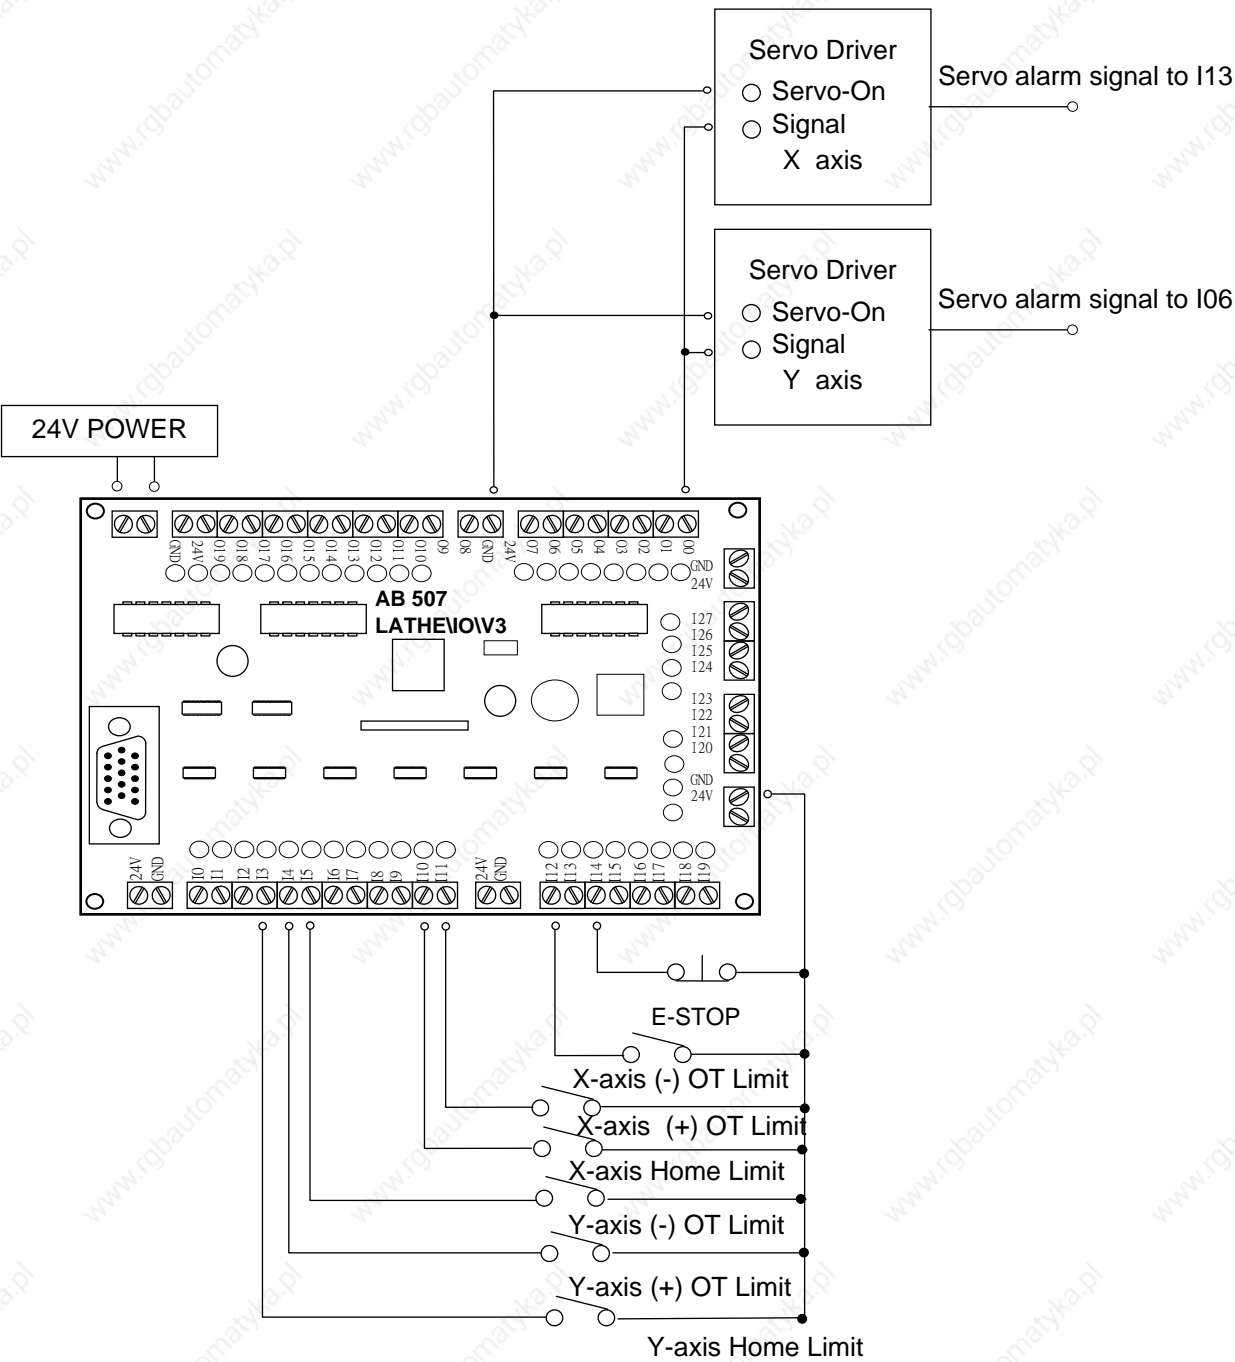 Servo Driver
Servo-On
Signal
X axis
Servo alarm signal to I13
Servo Driver
Servo-On
Signal
Y axis
Servo alarm signal to I06
24V POWER
GND 24V O19 O18 O17 O16 O15 O14 O13 O12 O11 O10 O9 O8 GND 24V O7 O6 O5 O4 O3 O2 O1 O0
GND
24V
AB 507
LATHE\IO\V3
I27
I26
I25
I24
I23
I22
I21
I20
GND
24V
24V GND I0 I1 I2 I3 I4 I5 I6 I7 I8 I9 I10 I11 24V GND I12 I13 I14 I15 I16 I17 I18 I19
E-STOP
X-axis (-) OT Limit
X-axis (+) OT Limit
X-axis Home Limit
Y-axis (-) OT Limit
Y-axis (+) OT Limit
Y-axis Home Limit
www.rgbautomatyka.pl